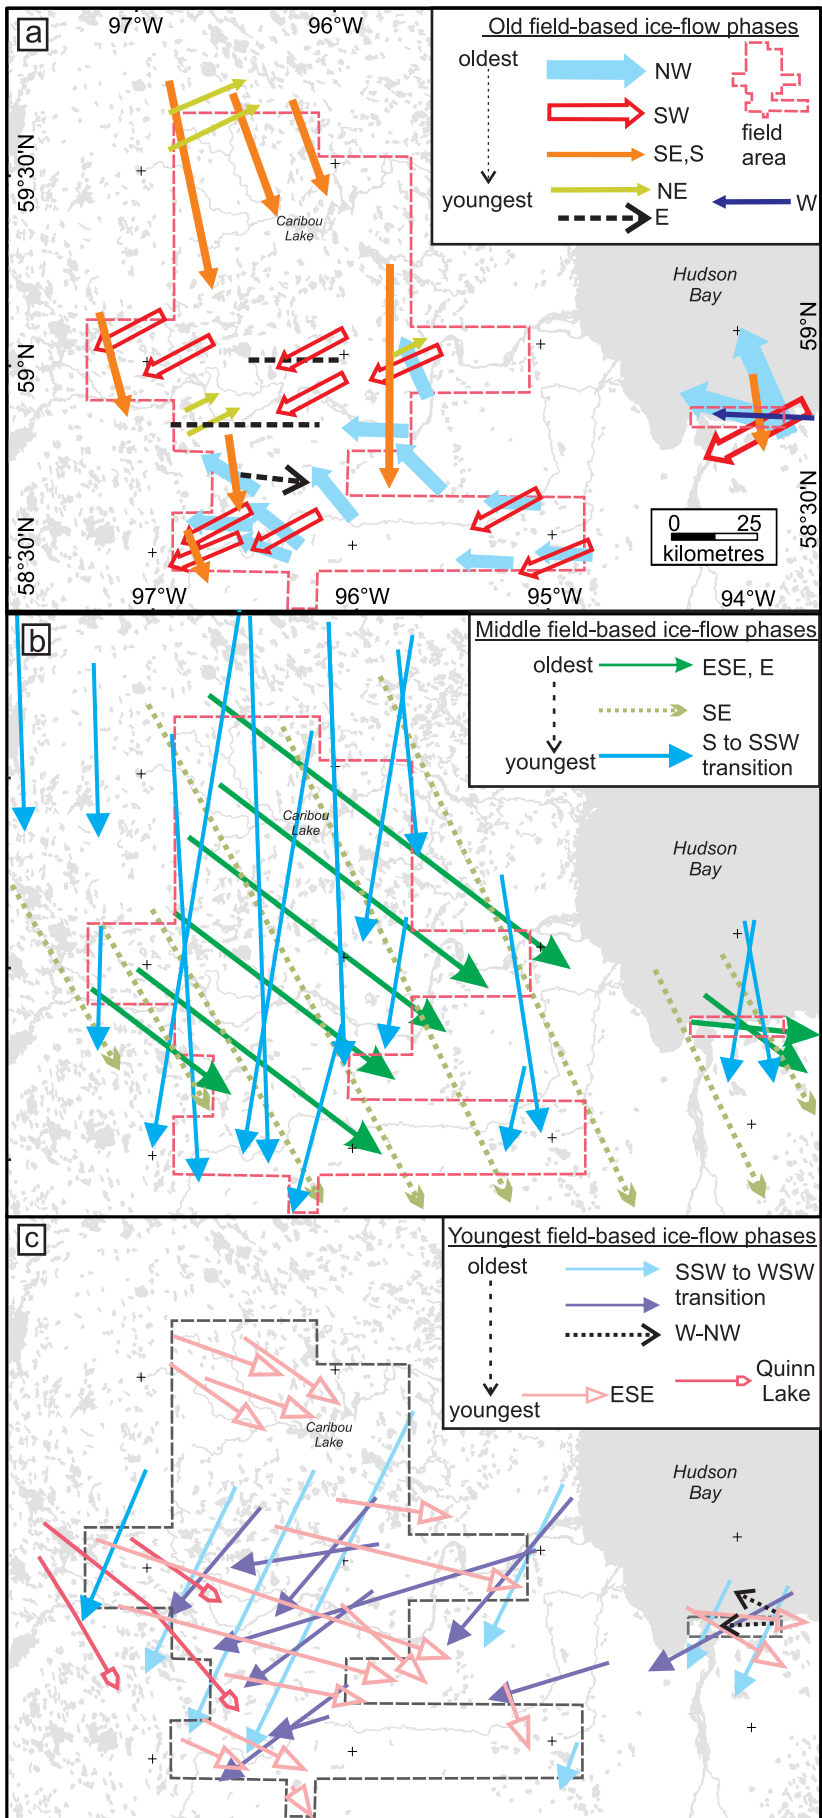 97°W
96°W
a
Old field-based ice-flow phases
oldest
NW
SW
SE,S
youngest
NE
E
W
field
area
59°30'N
Caribou
Lake
Hudson
Bay
59°N
59°N
58°30'N
58°30'N
0
25
kilometres
97°W
96°W
95°W
94°W
b
Middle field-based ice-flow phases
oldest
ESE, E
SE
youngest
S to SSW
transition
Caribou
Lake
Hudson
Bay
c
Youngest field-based ice-flow phases
oldest
SSW to WSW
transition
W-NW
youngest
ESE
Quinn
Lake
Caribou
Lake
Hudson
Bay